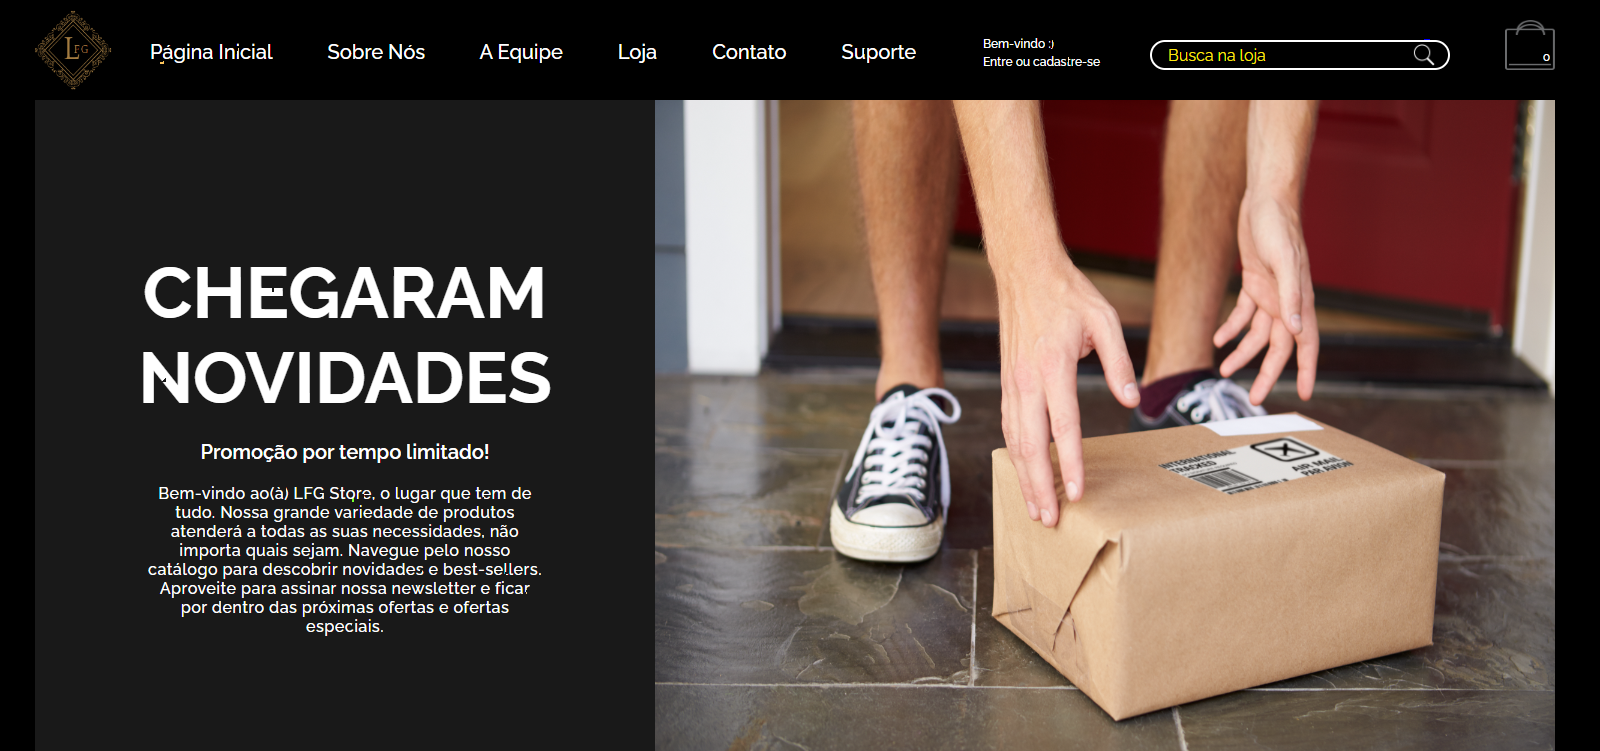 LFG
Página Inicial
Sobre Nós
A Equipe
Loja
Contato
Suporte
Bem-vindo :)
Entre ou cadastre-se
Busca na loja
0
CHEGARAM
NOVIDADES
Promoção por tempo limitado!
Bem-vindo ao(à) LFG Store, o lugar que tem de
tudo. Nossa grande variedade de produtos
atenderá a todas as suas necessidades, não
importa quais sejam. Navegue pelo nosso
catálogo para descobrir novidades e best-sellers.
Aproveite para assinar nossa newsletter e ficar
por dentro das próximas ofertas e ofertas
especiais.
INTERNATIONAL
TRACKED
AIR MAIL
PAR AVION